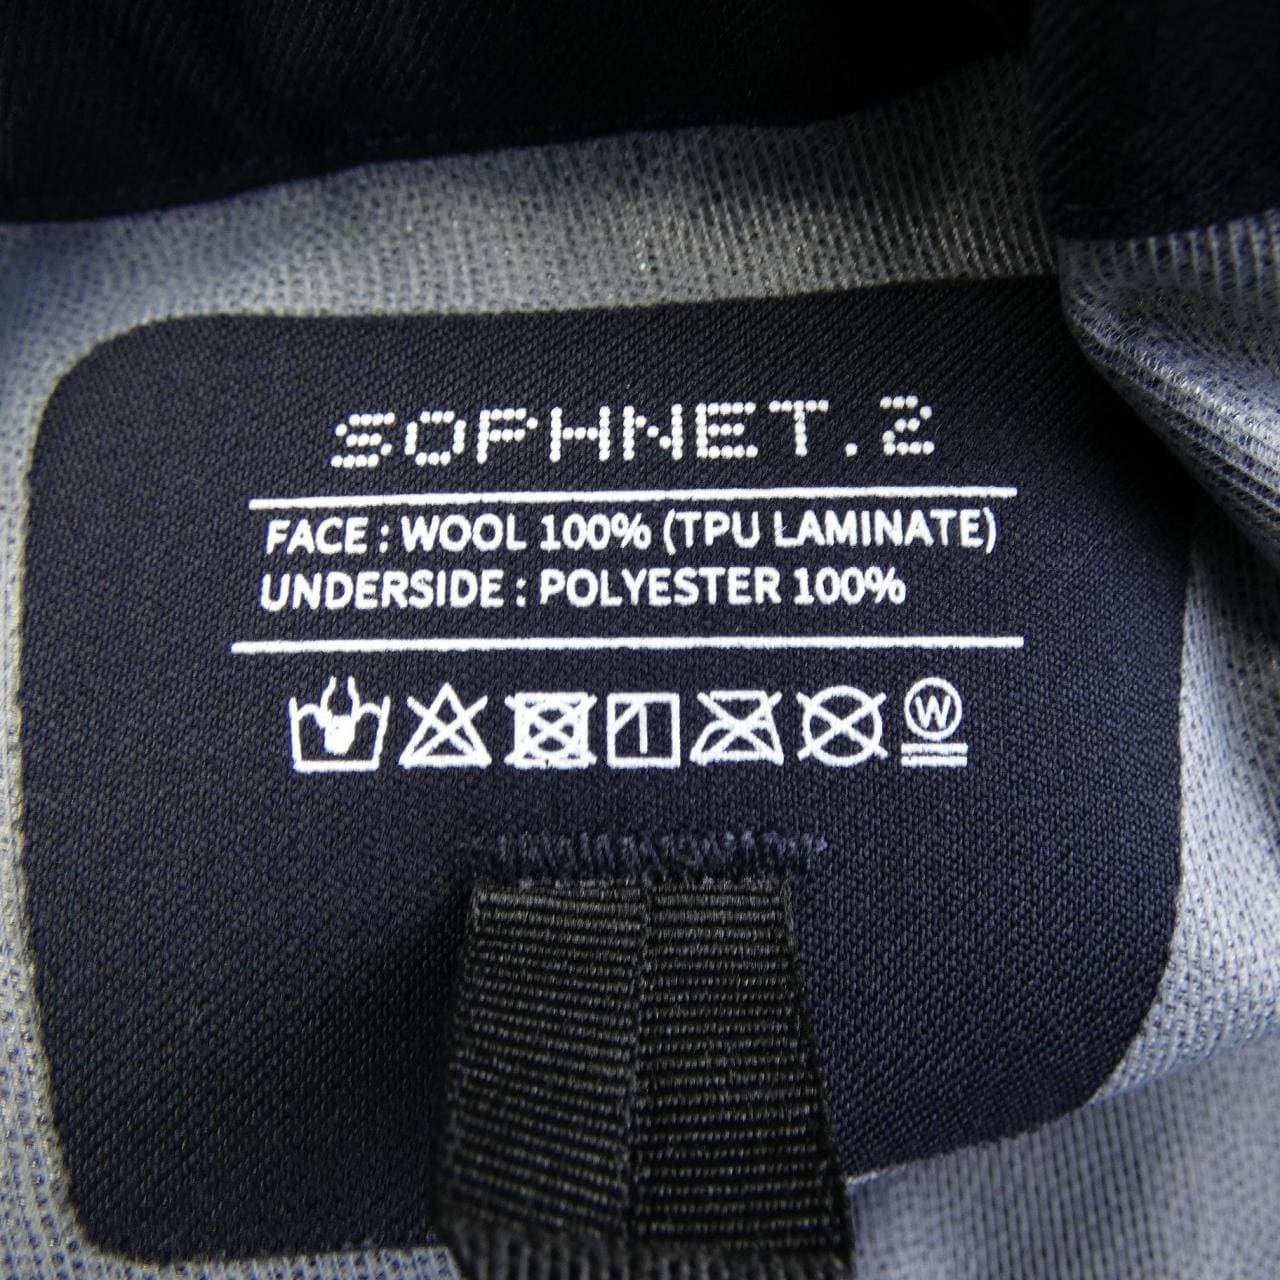 SOPHNET.2
FACE : WOOL 100% (TPU LAMINATE)
UNDERSIDE : POLYESTER 100%
W